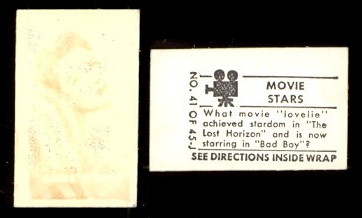 NO. 41 OF 45-J
MOVIE
STARS
What movie "lovelie"
achieved stardom in "The
Lost Horizon" and is now
starring in "Bad Boy"?
SEE DIRECTIONS INSIDE WRAP